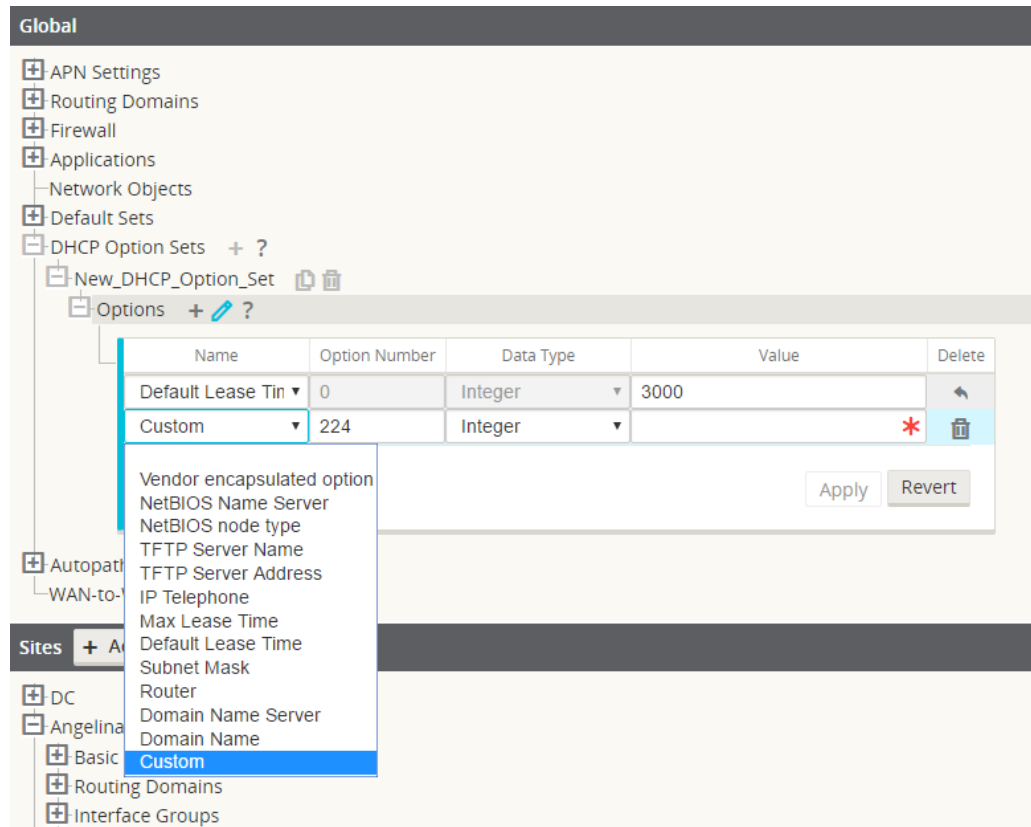 Global
APN Settings
Routing Domains
Firewall
Applications
Network Objects
Default Sets
DHCP Option Sets + ?
New_DHCP_Option_Set
Options + ?
Name Option Number Data Type Value Delete
Default Lease Tin 0 Integer 3000
Custom 224 Integer *
Vendor encapsulated option
NetBIOS Name Server
NetBIOS node type
TFTP Server Name
TFTP Server Address
IP Telephone
Max Lease Time
Default Lease Time
Subnet Mask
Router
Domain Name Server
Domain Name
Custom
Apply Revert
Autopat
WAN-to-
Sites + A
DC
Angelina
Basic
Routing Domains
Interface Groups